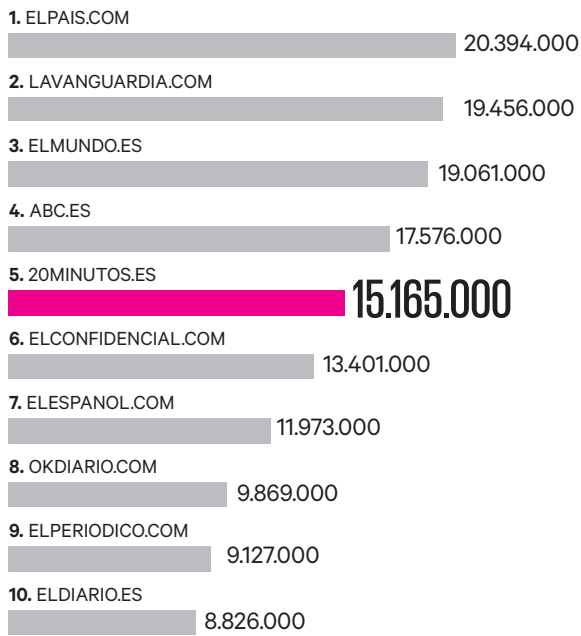 1. ELPAIS.COM
20.394.000
2. LAVANGUARDIA.COM
19.456.000
3. ELMUNDO.ES
19.061.000
4. ABC.ES
17.576.000
5. 20MINUTOS.ES
15.165.000
6. ELCONFIDENCIAL.COM
13.401.000
7. ELESPANOL.COM
11.973.000
8. OKDIARIO.COM
9.869.000
9. ELPERIODICO.COM
9.127.000
10. ELDIARIO.ES
8.826.000